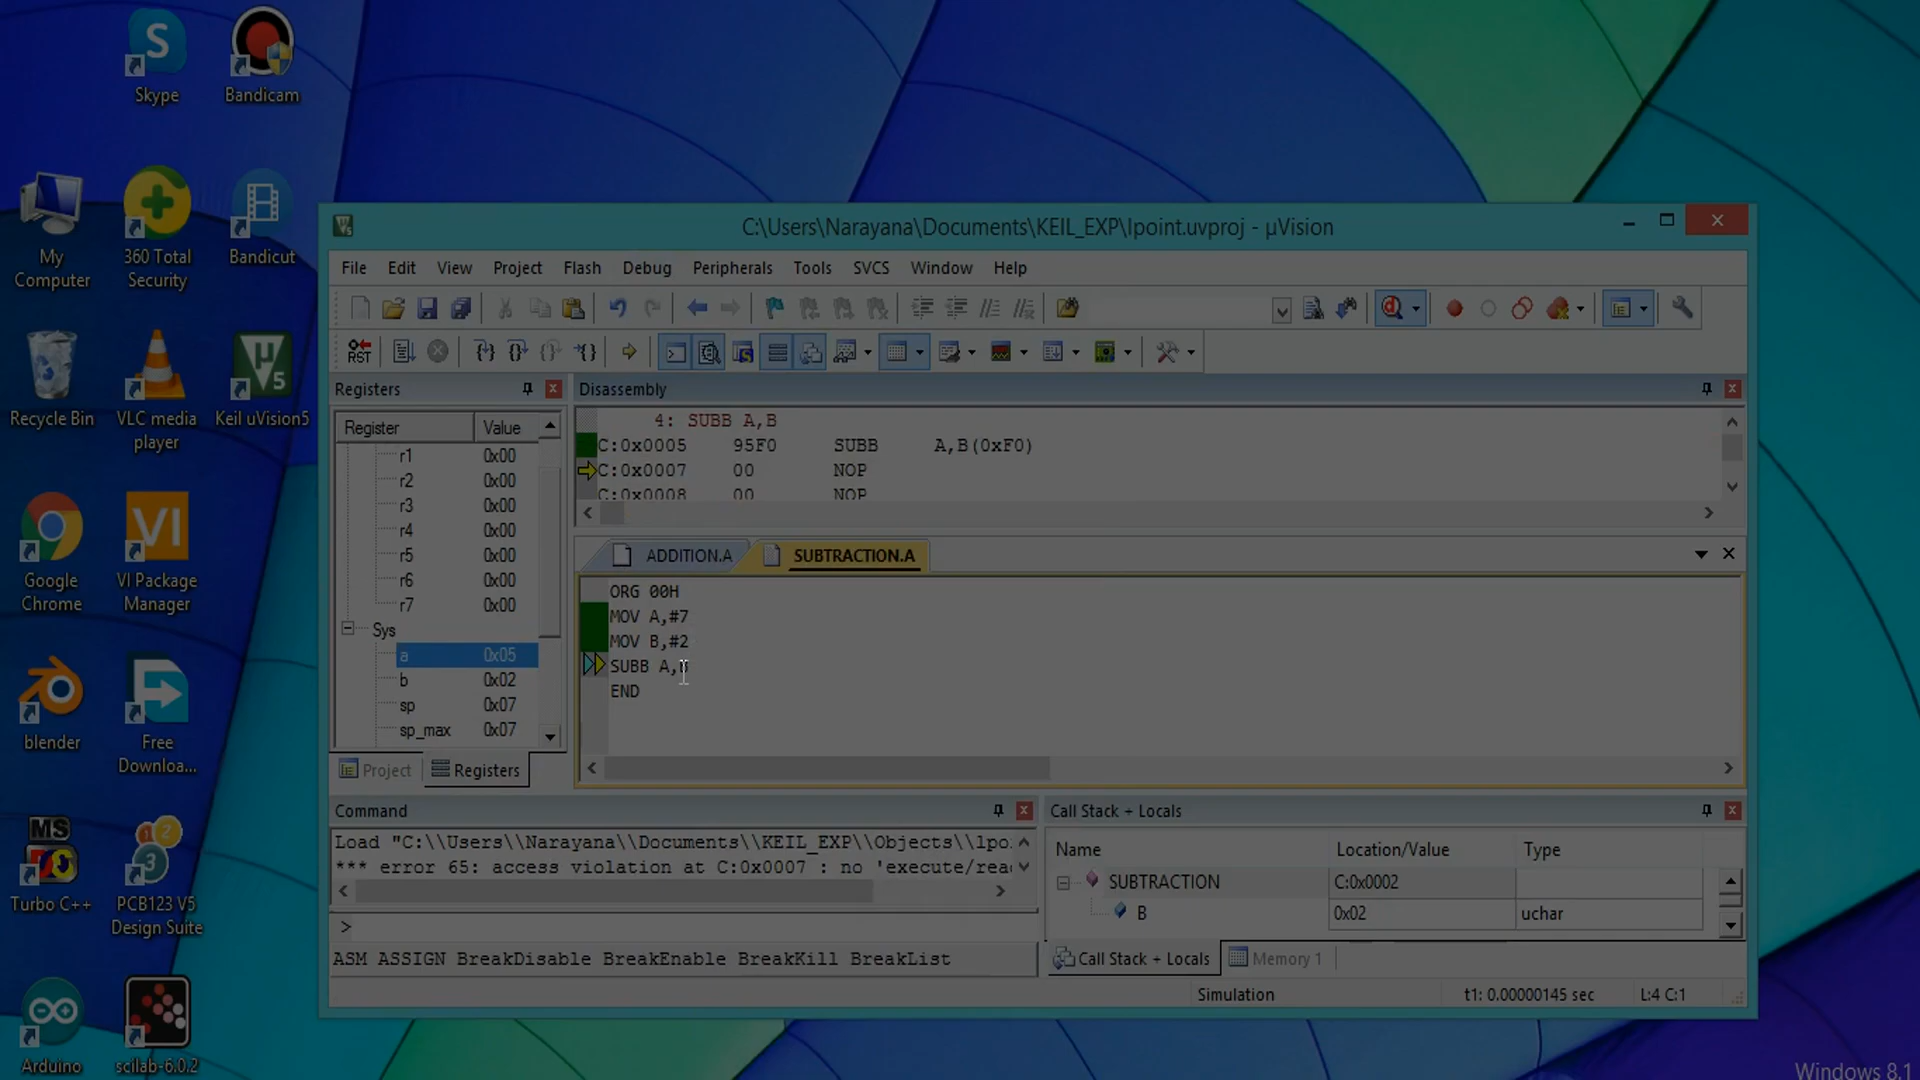 Skype
Bandicam
My Computer
360 Total Security
Bandicut
Recycle Bin
VLC media player
Keil uVision5
Google Chrome
VI Package Manager
blender
Free Downloa...
Turbo C++
PCB123 V5 Design Suite
Arduino
scilab-6.0.2
C:\Users\Narayana\Documents\KEIL_EXP\lpoint.uvproj - µVision
File Edit View Project Flash Debug Peripherals Tools SVCS Window Help
RST
Registers
Register Value
r1 0x00
r2 0x00
r3 0x00
r4 0x00
r5 0x00
r6 0x00
r7 0x00
Sys
a 0x05
b 0x02
sp 0x07
sp_max 0x07
Project Registers
Disassembly
4: SUBB A,B
C:0x0005 95F0 SUBB A,B(0xF0)
C:0x0007 00 NOP
C:0x0008 00 NOP
ADDITION.A SUBTRACTION.A
ORG 00H
MOV A,#7
MOV B,#2
SUBB A,
END
Command
Load "C:\\Users\\Narayana\\Documents\\KEIL_EXP\\Objects\\lpoi
*** error 65: access violation at C:0x0007 : no 'execute/read
>
ASM ASSIGN BreakDisable BreakEnable BreakKill BreakList
Call Stack + Locals
Name Location/Value Type
SUBTRACTION C:0x0002
B 0x02 uchar
Call Stack + Locals Memory 1
Simulation t1: 0.00000145 sec L:4 C:1
Windows 8.1